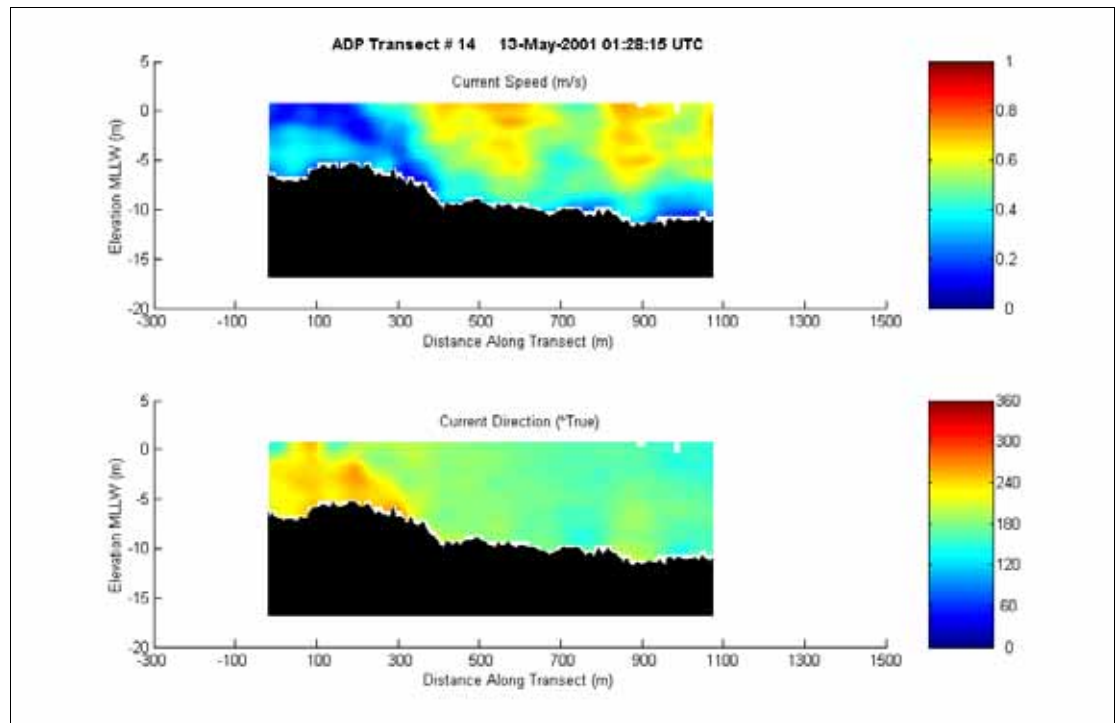 ADP Transect # 14 13-May-2001 01:28:15 UTC
Current Speed (m/s)
Elevation MLLW (m)
5
0
-5
-10
-15
-20
-300 -100 100 300 500 700 900 1100 1300 1500
Distance Along Transect (m)
1
0.8
0.6
0.4
0.2
0
Current Direction (°True)
Elevation MLLW (m)
5
0
-5
-10
-15
-20
-300 -100 100 300 500 700 900 1100 1300 1500
Distance Along Transect (m)
360
300
240
180
120
60
0